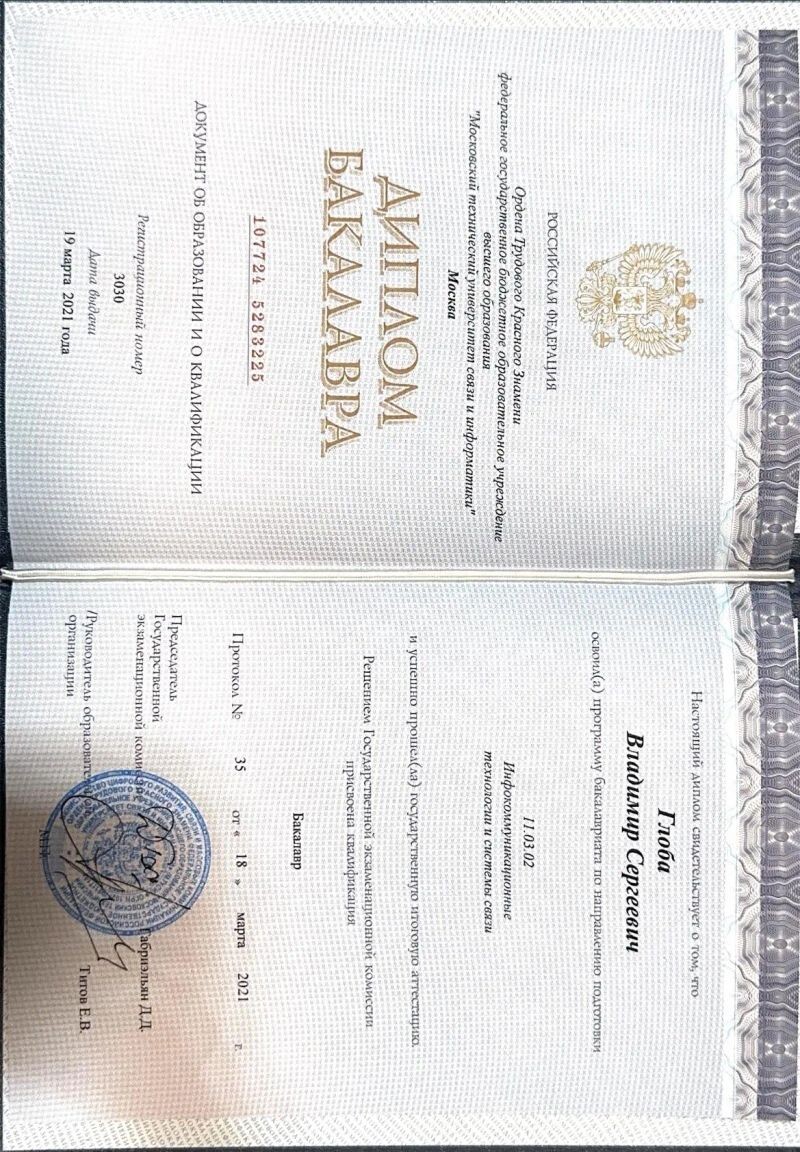 РОССИЙСКАЯ ФЕДЕРАЦИЯ
Ордена Трудового Красного Знамени
федеральное государственное бюджетное образовательное учреждение
высшего образования
"Московский технический университет связи и информатики"
Москва
ДИПЛОМ
БАКАЛАВРА
107724 5283225
ДОКУМЕНТ ОБ ОБРАЗОВАНИИ И О КВАЛИФИКАЦИИ
Регистрационный номер
3030
Дата выдачи
19 марта 2021 года
Настоящий диплом свидетельствует о том, что
Глоба
Владимир Сергеевич
освоил(а) программу бакалавриата по направлению подготовки
11.03.02
Инфокоммуникационные
технологии и системы связи
и успешно прошел(ла) государственную итоговую аттестацию.
Решением Государственной экзаменационной комиссии
присвоена квалификация
Бакалавр
Протокол № 35 от « 18 » марта 2021 г.
Председатель
Государственной
экзаменационной
Габриэльян Д.Д.
/Руководитель
организации
Титов Е.В.